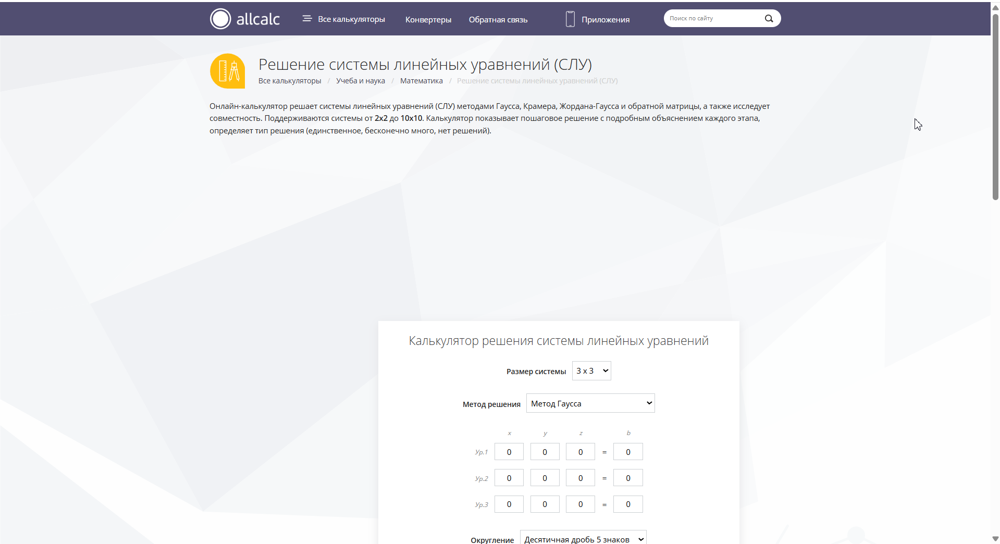 allcalc Все калькуляторы Конвертеры Обратная связь Приложения Поиск по сайту
Решение системы линейных уравнений (СЛУ)
Все калькуляторы / Учеба и наука / Математика / Решение системы линейных уравнений (СЛУ)
Онлайн-калькулятор решает системы линейных уравнений (СЛУ) методами Гаусса, Крамера, Жордана-Гаусса и обратной матрицы, а также исследует
совместность. Поддерживаются системы от 2x2 до 10x10. Калькулятор показывает пошаговое решение с подробным объяснением каждого этапа,
определяет тип решения (единственное, бесконечно много, нет решений).
Калькулятор решения системы линейных уравнений
Размер системы 3 x 3
Метод решения Метод Гаусса
x y z b
Ур.1 0 0 0 = 0
Ур.2 0 0 0 = 0
Ур.3 0 0 0 = 0
Округление Десятичная дробь 5 знаков